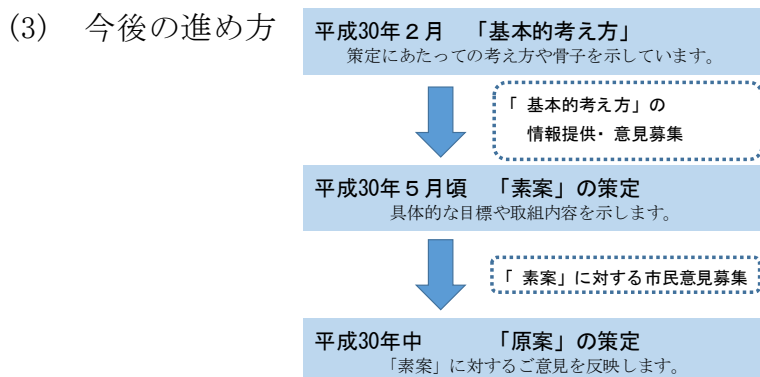 (3) 今後の進め方
平成30年２月 「基本的考え方」
策定にあたっての考え方や骨子を示しています。
「 基本的考え方」の
情報提供・ 意見募集
平成30年５月頃 「素案」の策定
具体的な目標や取組内容を示します。
「 素案」に対する市民意見募集
平成30年中 「原案」の策定
「素案」に対するご意見を反映します。